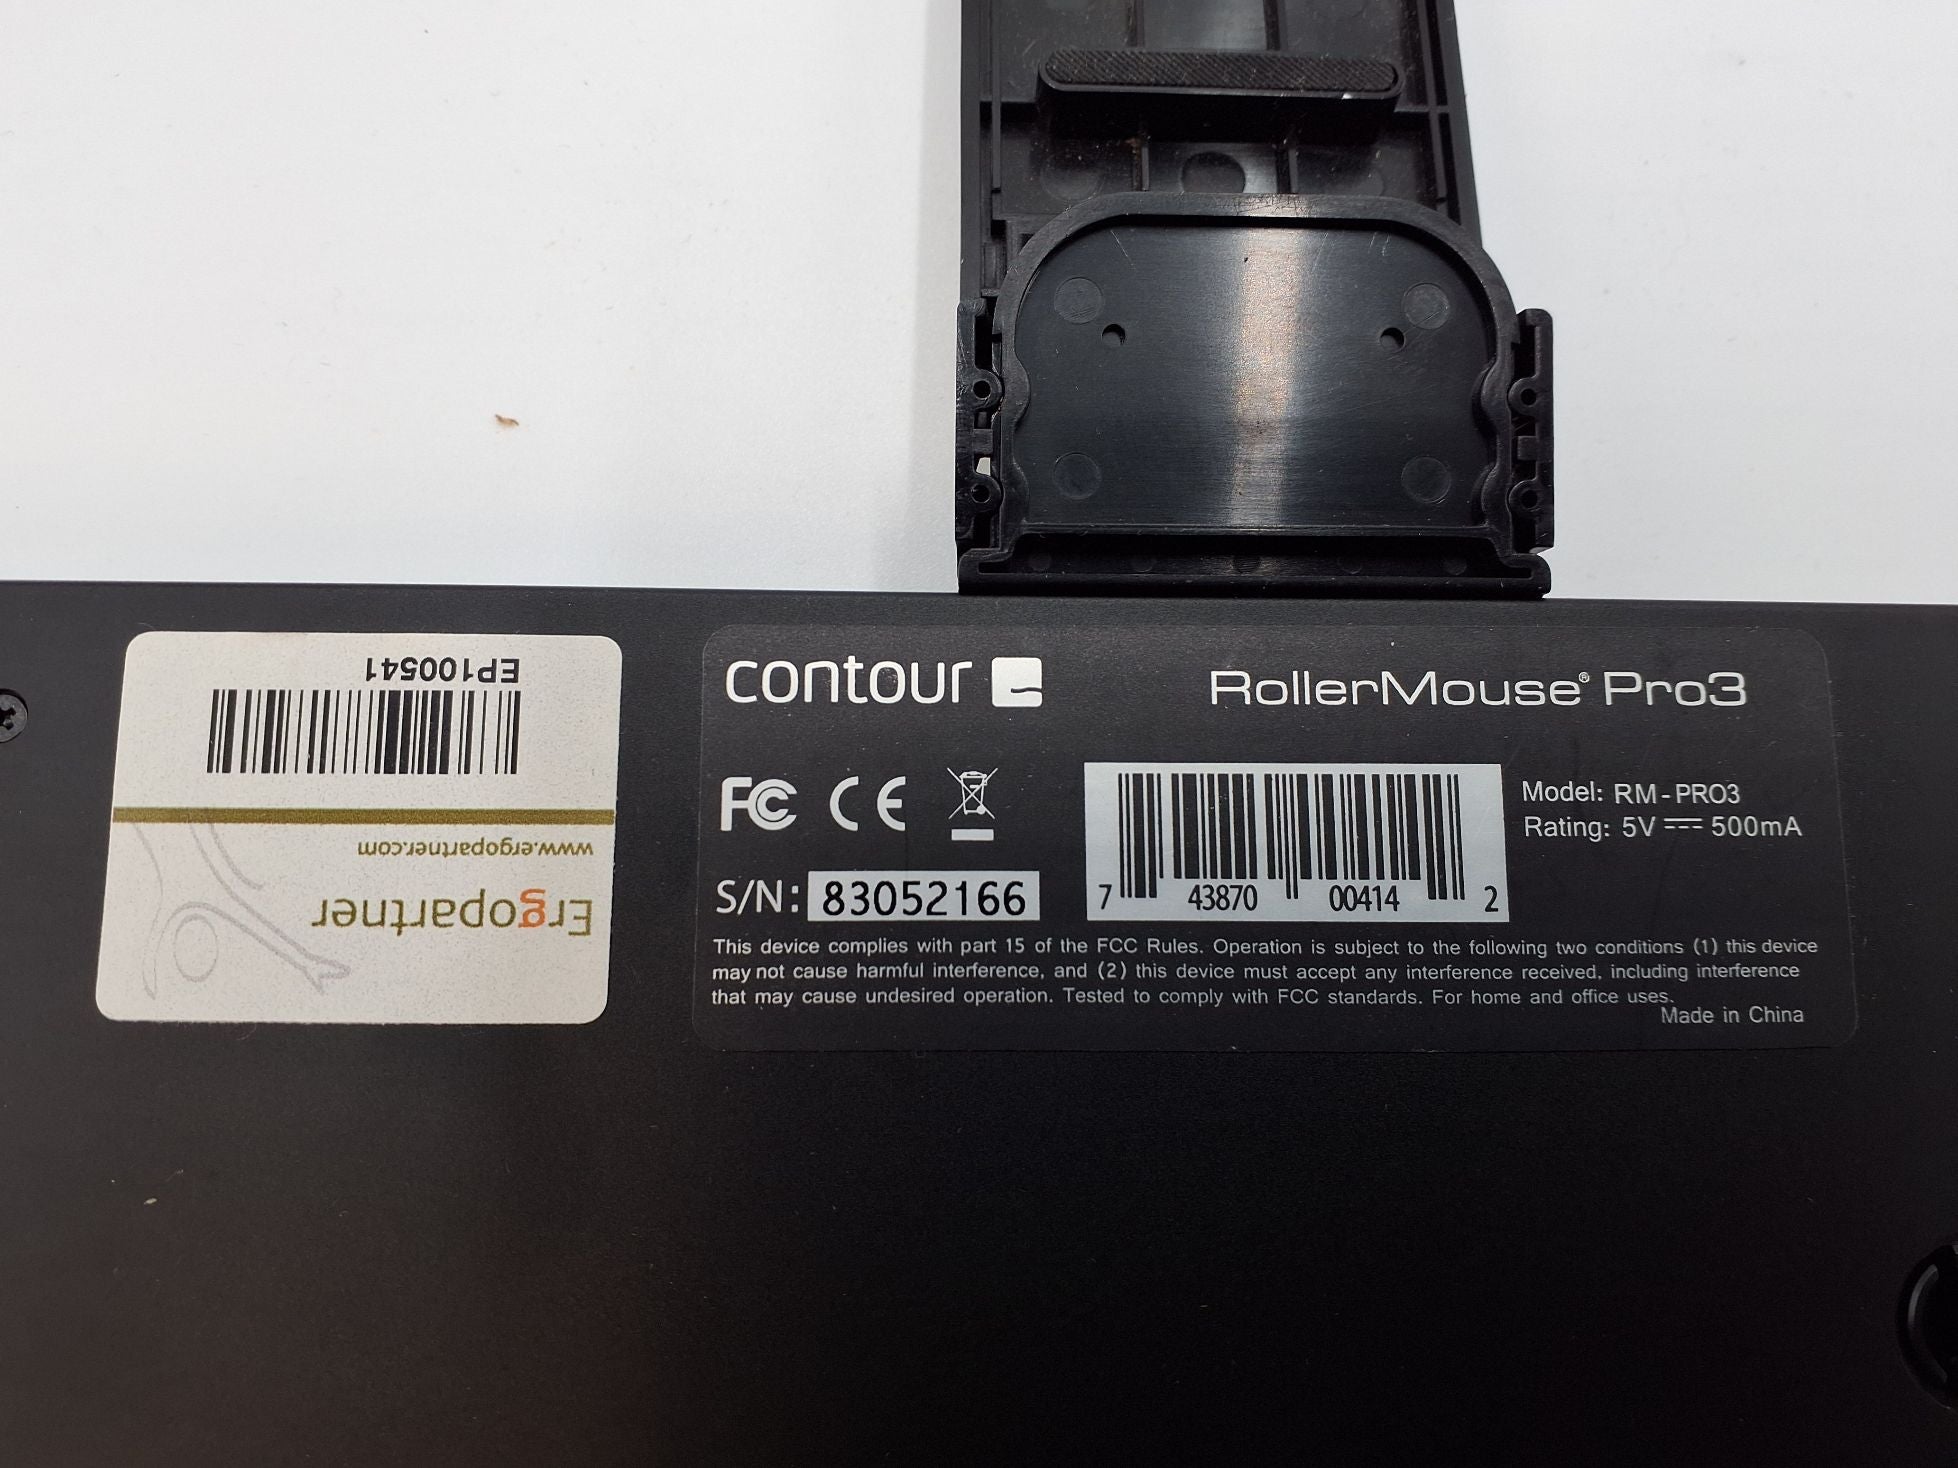 EP100541
www.ergopartner.com
Ergopartner
contour
RollerMouse® Pro3
FC CE
Model: RM-PRO3
Rating: 5V ⎓ 500mA
S/N: 83052166
7 43870 00414 2
This device complies with part 15 of the FCC Rules. Operation is subject to the following two conditions (1) this device
may not cause harmful interference, and (2) this device must accept any interference received, including interference
that may cause undesired operation. Tested to comply with FCC standards. For home and office uses.
Made in China